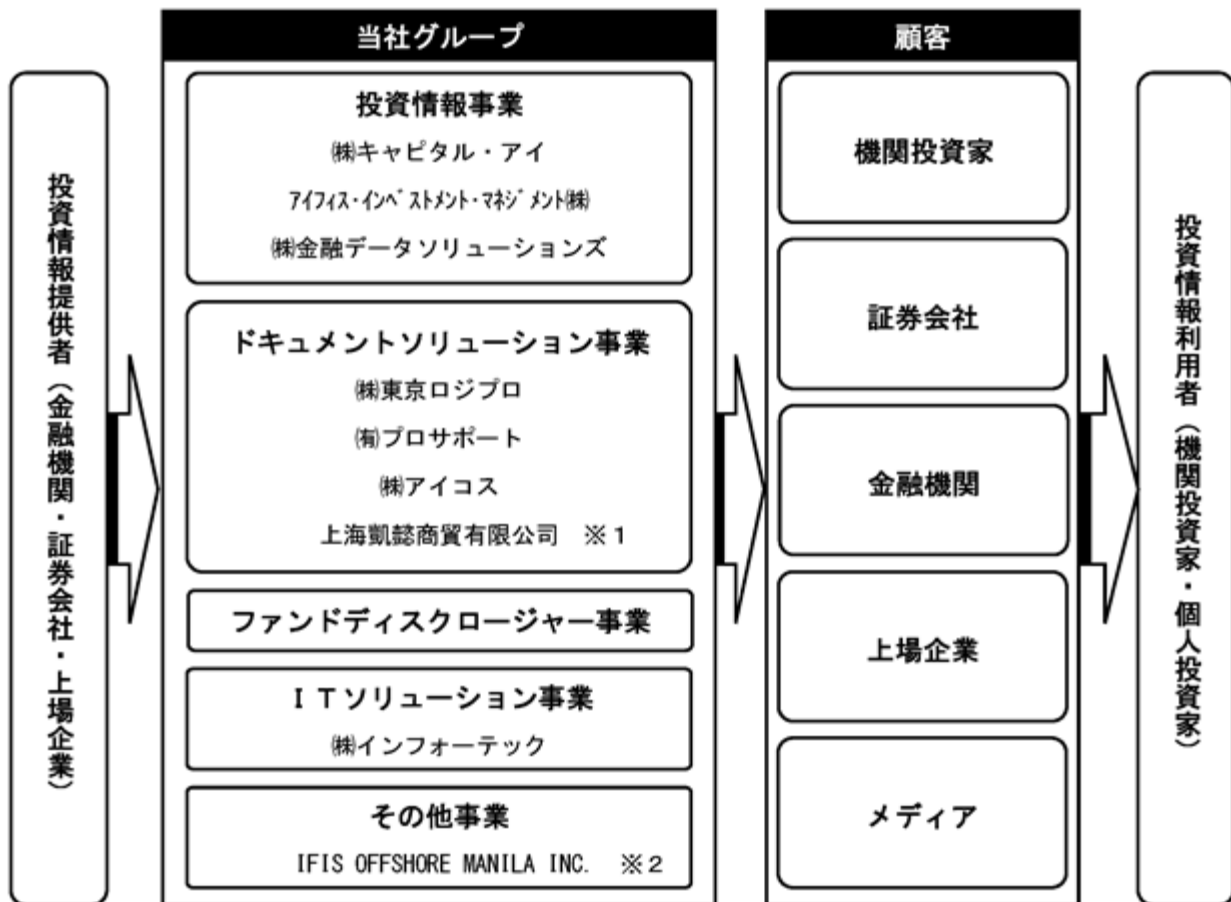 投資情報提供者（金融機関・証券会社・上場企業）
当社グループ
投資情報事業
㈱キャピタル・アイ
ｱｲﾌｨｽ･ｲﾝﾍﾞｽﾄﾒﾝﾄ･ﾏﾈｼﾞﾒﾝﾄ㈱
㈱金融データソリューションズ
ドキュメントソリューション事業
㈱東京ロジプロ
㈲プロサポート
㈱アイコス
上海凱懿商貿有限公司　※１
ファンドディスクロージャー事業
ＩＴソリューション事業
㈱インフォーテック
その他事業
IFIS OFFSHORE MANILA INC.　※２
顧客
機関投資家
証券会社
金融機関
上場企業
メディア
投資情報利用者（機関投資家・個人投資家）